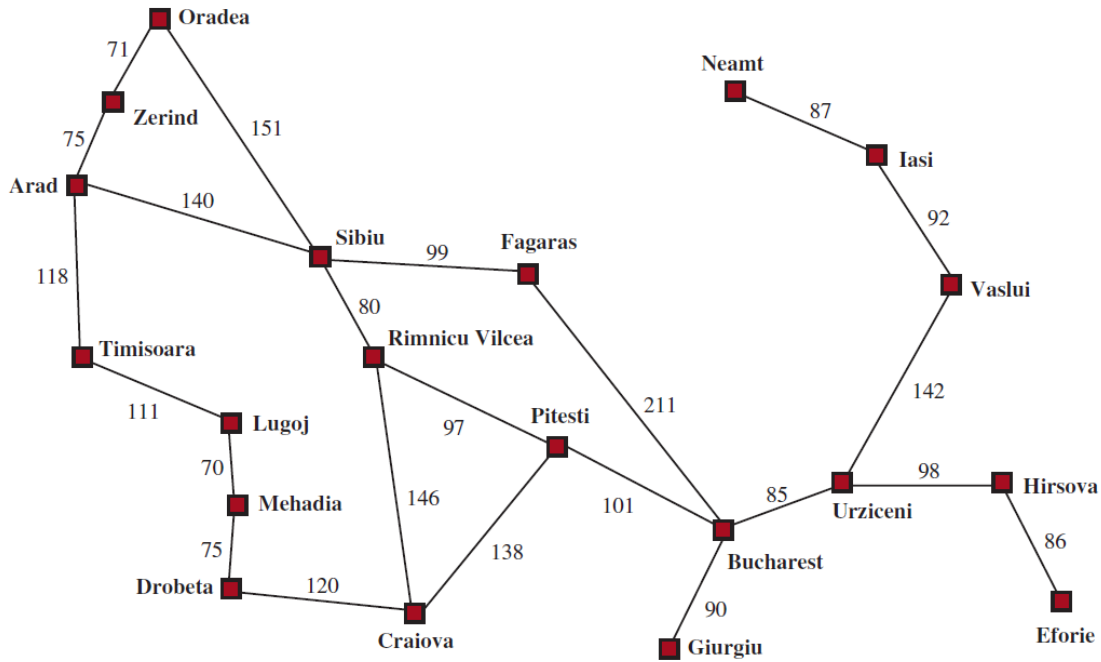 Oradea
71
Neamt
Zerind
87
151
75
Iasi
Arad
140
92
Sibiu
Fagaras
99
118
Vaslui
80
Timisoara
Rimnicu Vilcea
142
211
111
Lugoj
Pitesti
97
70
98
Hirsova
85
Mehadia
146
101
Urziceni
75
138
86
Bucharest
Drobeta
120
90
Craiova
Giurgiu
Eforie